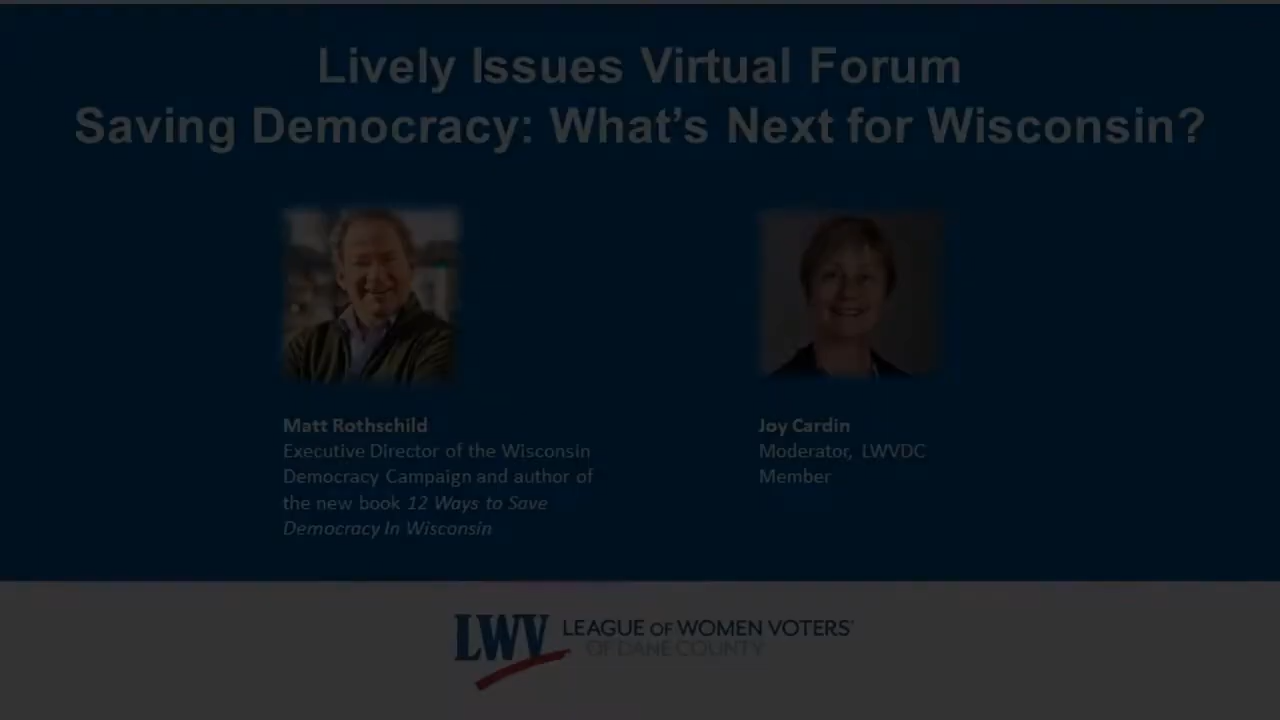 Lively Issues Virtual Forum
Saving Democracy: What's Next for Wisconsin?
Matt Rothschild
Executive Director of the Wisconsin
Democracy Campaign and author of
the new book 12 Ways to Save
Democracy In Wisconsin
Joy Cardin
Moderator, LWVDC
Member
LWV LEAGUE OF WOMEN VOTERS®
OF DANE COUNTY